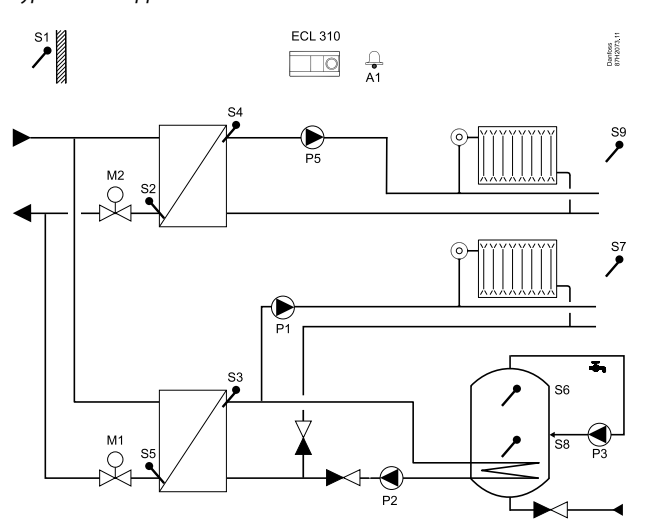 S1
ECL 310
A1
Danfoss
87H2073.11
S4
P5
S9
M2
S2
S7
P1
S3
S6
M1
S5
S8
P3
P2